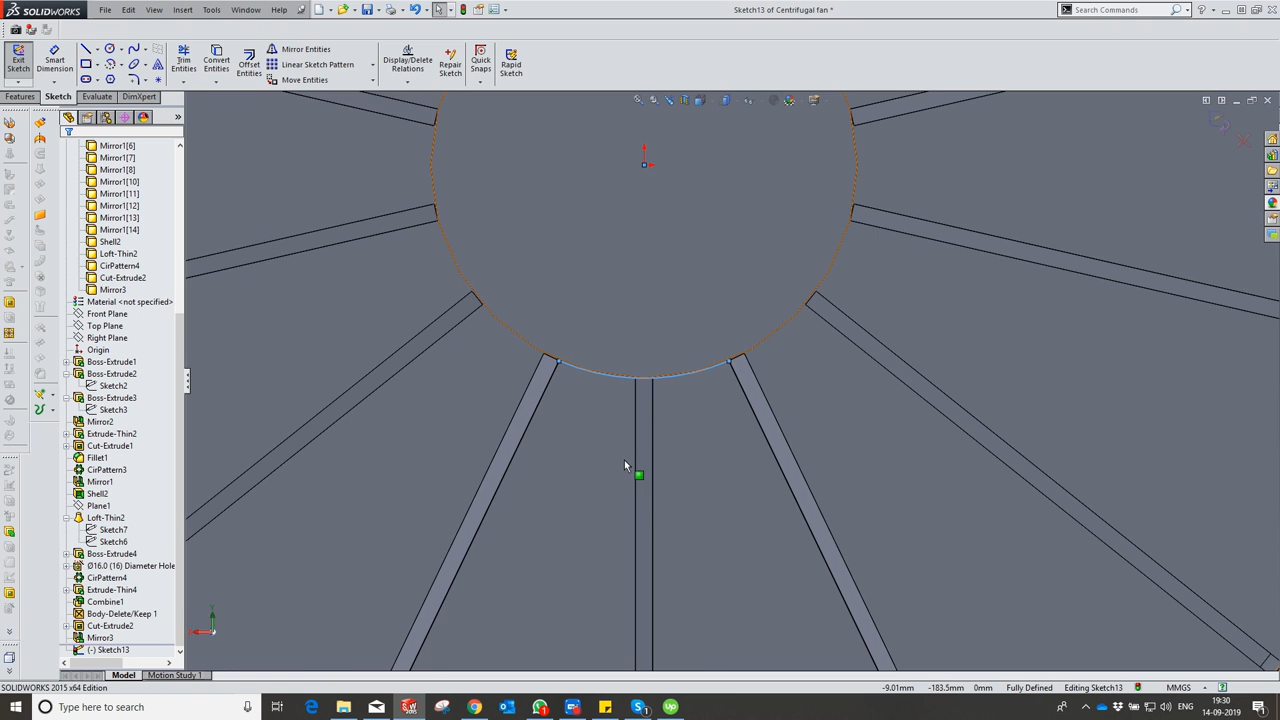 SOLIDWORKS
File Edit View Insert Tools Window Help
Sketch13 of Centrifugal fan *
Search Commands
Exit Sketch
Smart Dimension
Trim Entities
Convert Entities
Offset Entities
Mirror Entities
Linear Sketch Pattern
Move Entities
Display/Delete Relations
Repair Sketch
Quick Snaps
Rapid Sketch
Features Sketch Evaluate DimXpert
Mirror1[6]
Mirror1[7]
Mirror1[8]
Mirror1[10]
Mirror1[11]
Mirror1[12]
Mirror1[13]
Mirror1[14]
Shell2
Loft-Thin2
CirPattern4
Cut-Extrude2
Mirror3
Material <not specified>
Front Plane
Top Plane
Right Plane
Origin
Boss-Extrude1
Boss-Extrude2
Sketch2
Boss-Extrude3
Sketch3
Mirror2
Extrude-Thin2
Cut-Extrude1
Fillet1
CirPattern3
Mirror1
Shell2
Plane1
Loft-Thin2
Sketch7
Sketch6
Boss-Extrude4
Ø16.0 (16) Diameter Hole
CirPattern4
Extrude-Thin4
Combine1
Body-Delete/Keep 1
Cut-Extrude2
Mirror3
(-) Sketch13
Y
Model Motion Study 1
SOLIDWORKS 2015 x64 Edition
-9.01mm -183.5mm 0mm Fully Defined Editing Sketch13 MMGS
Type here to search
ENG
19:30
14-09-2019